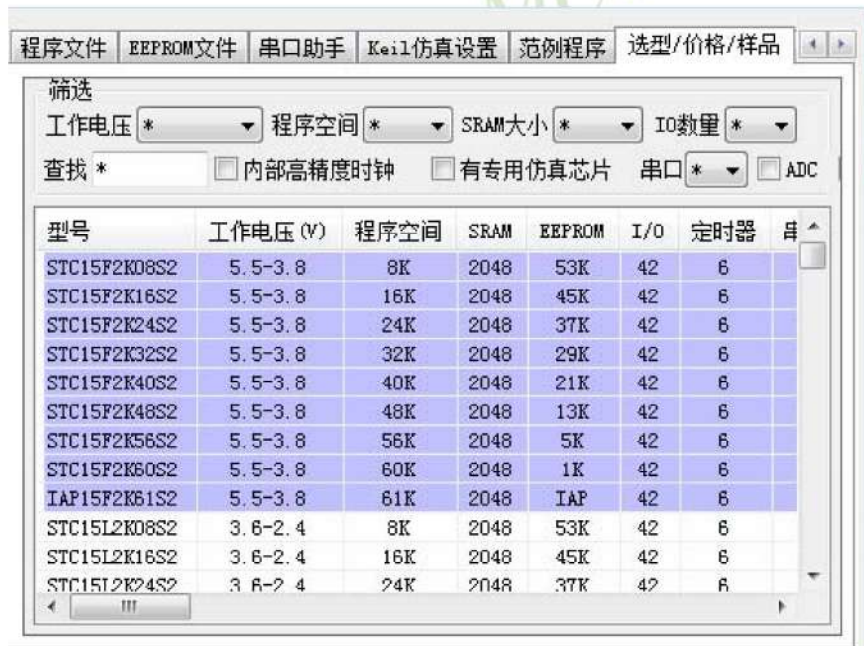 程序文件 EEPROM文件 串口助手 Keil仿真设置 范例程序 选型/价格/样品
筛选
工作电压 * 程序空间 * SRAM大小 * IO数量 *
查找 * 内部高精度时钟 有专用仿真芯片 串口 * ADC
型号 工作电压(V) 程序空间 SRAM EEPROM I/O 定时器
STC15F2K08S2 5.5-3.8 8K 2048 53K 42 6
STC15F2K16S2 5.5-3.8 16K 2048 45K 42 6
STC15F2K24S2 5.5-3.8 24K 2048 37K 42 6
STC15F2K32S2 5.5-3.8 32K 2048 29K 42 6
STC15F2K40S2 5.5-3.8 40K 2048 21K 42 6
STC15F2K48S2 5.5-3.8 48K 2048 13K 42 6
STC15F2K56S2 5.5-3.8 56K 2048 5K 42 6
STC15F2K60S2 5.5-3.8 60K 2048 1K 42 6
IAP15F2K61S2 5.5-3.8 61K 2048 IAP 42 6
STC15L2K08S2 3.6-2.4 8K 2048 53K 42 6
STC15L2K16S2 3.6-2.4 16K 2048 45K 42 6
STC15L2K24S2 3.6-2.4 24K 2048 37K 42 6